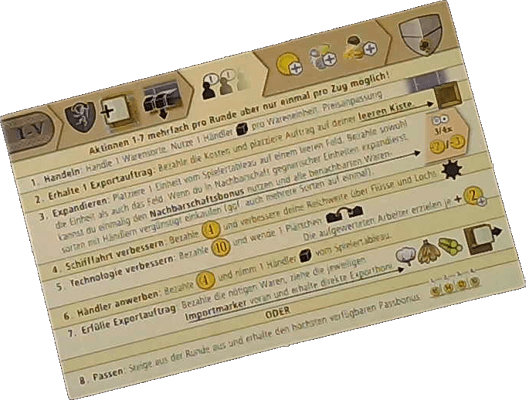 I-V
Aktionen 1-7 mehrfach pro Runde aber nur einmal pro Zug möglich!
1. Handeln: Handle 1 Warensorte. Nutze 1 Händler pro Wareneinheit. Preisanpassung
2. Erhalte 1 Exportauftrag: Bezahle die Kosten und platziere Auftrag auf deiner leeren Kiste.
3. Expandieren: Platziere 1 Einheit vom Spielertableau auf einem leeren Feld. Bezahle sowohl
die Einheit als auch das Feld. Wenn du in Nachbarschaft gegnerischer Einheiten expandierst,
kannst du einmalig den Nachbarschaftsbonus nutzen und alle benachbarten Waren-
sorten mit Händlern vergünstigt einkaufen (ggf. auch mehrere Sorten auf einmal).
3/4x
4. Schifffahrt verbessern: Bezahle 4 und verbessere deine Reichweite über Flüsse und Lochs.
5. Technologie verbessern: Bezahle 10 und wende 1 Plättchen
Die aufgewerteten Arbeiter erzielen je + 2
6. Händler anwerben: Bezahle 4 und nimm 1 Händler vom Spielertableau.
7. Erfülle Exportauftrag: Bezahle die nötigen Waren, ziehe die jeweiligen
Importmarker voran und erhalte direkte Exportboni.
ODER
8. Passen: Steige aus der Runde aus und erhalte den höchsten verfügbaren Passbonus